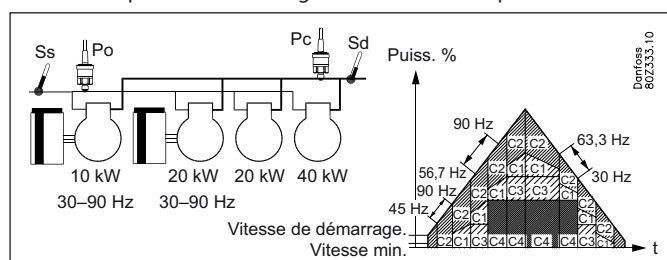 Ss
Po
Pc
Sd
10 kW
20 kW
20 kW
40 kW
30–90 Hz
30–90 Hz
Puiss. %
Danfoss
80Z333.10
90 Hz
63,3 Hz
56,7 Hz
30 Hz
90 Hz
45 Hz
Vitesse de démarrage.
Vitesse min.
C2 C2
C2 C1 C1 C2
C2 C1 C3 C3 C1
C2 C1 C2
C2 C1 C3 C4 C4 C4 C4 C3 C1
t